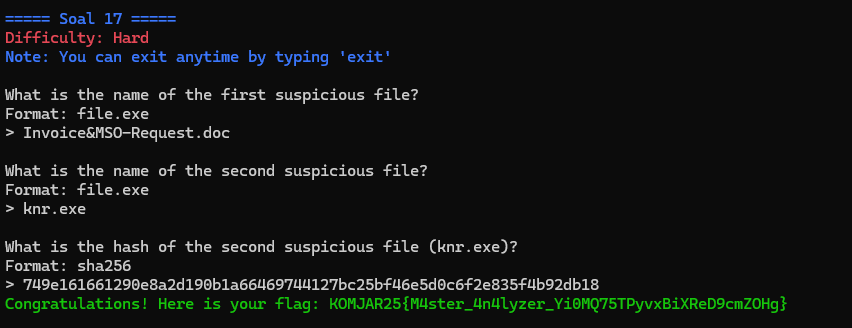 ===== Soal 17 =====
Difficulty: Hard
Note: You can exit anytime by typing 'exit'
What is the name of the first suspicious file?
Format: file.exe
> Invoice&MSO-Request.doc
What is the name of the second suspicious file?
Format: file.exe
> knr.exe
What is the hash of the second suspicious file (knr.exe)?
Format: sha256
> 749e161661290e8a2d190b1a66469744127bc25bf46e5d0c6f2e835f4b92db18
Congratulations! Here is your flag: KOMJAR25{M4ster_4n4lyzer_Yi0MQ75TPyvxBiXReD9cmZOHg}